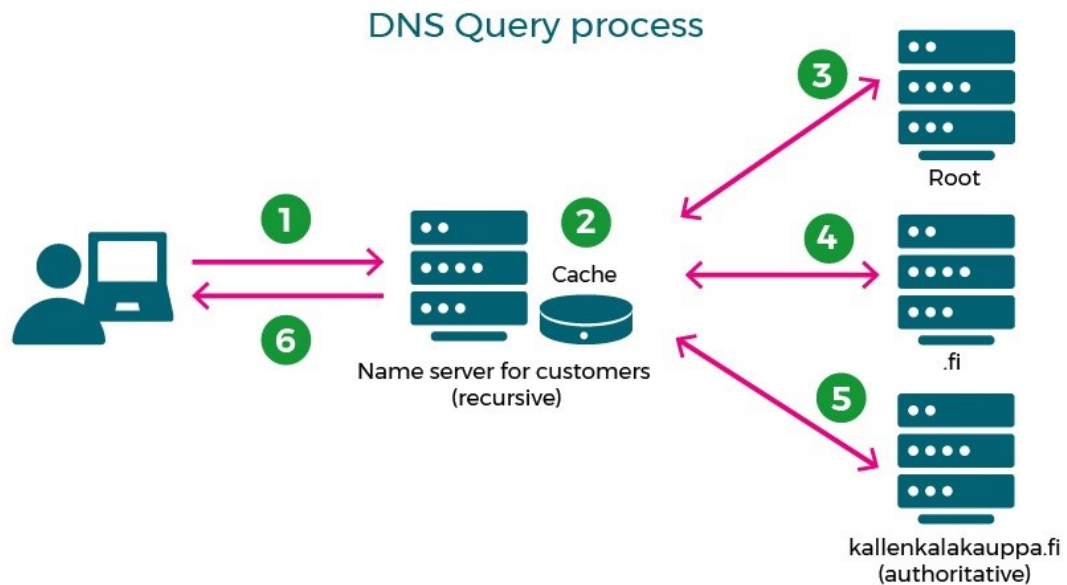 DNS Query process
1
2
3
4
5
6
Cache
Name server for customers
(recursive)
Root
.fi
kallenkalakauppa.fi
(authoritative)